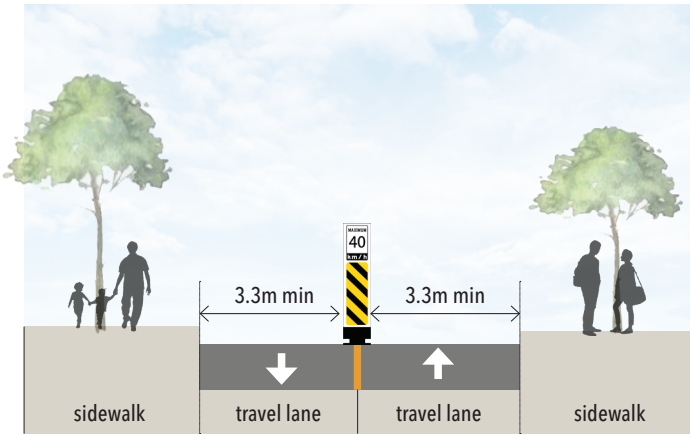 MAXIMUM
40
km/h
3.3m min
3.3m min
sidewalk
travel lane
travel lane
sidewalk